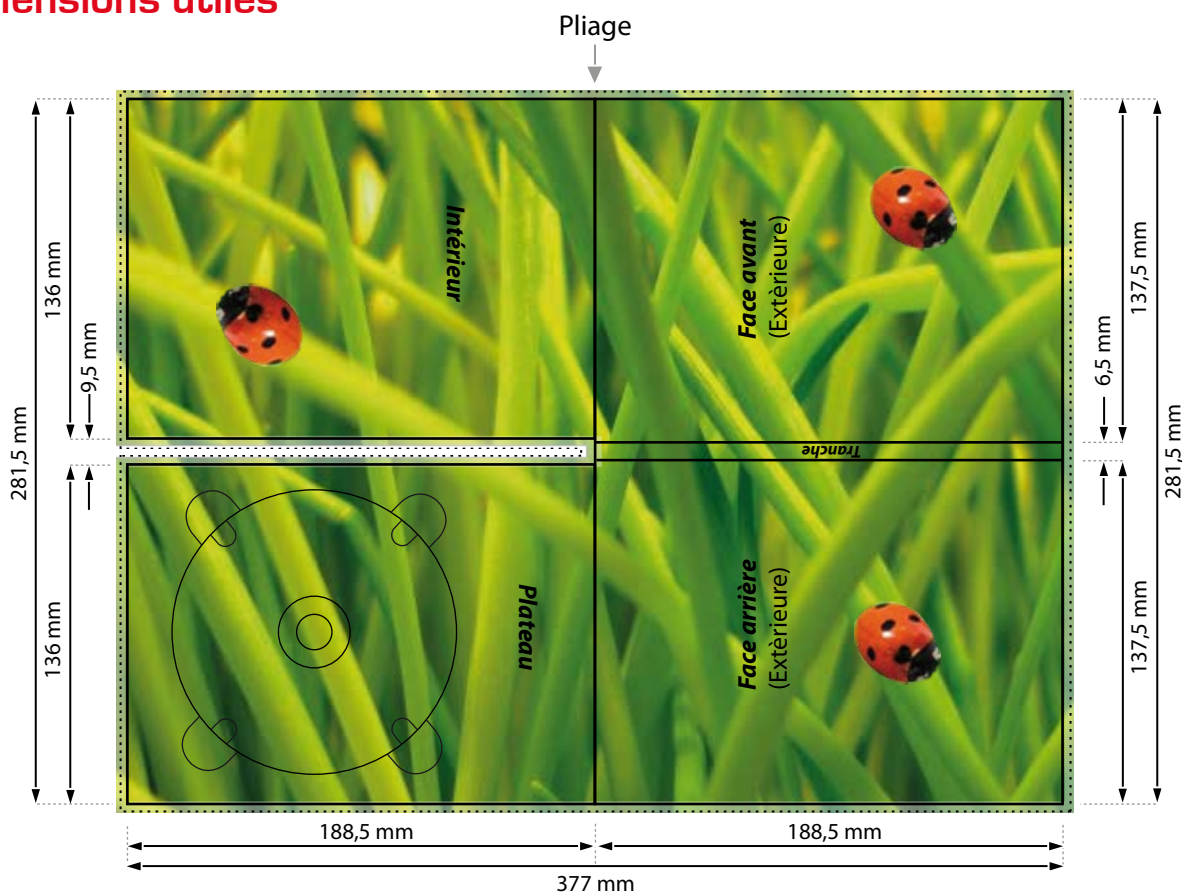 ensions utiles
Pliage
136 mm
9,5 mm
281,5 mm
136 mm
Intérieur
Plateau
Face avant
(Extèrieure)
Tranche
Face arrière
(Extèrieure)
137,5 mm
6,5 mm
281,5 mm
137,5 mm
188,5 mm
188,5 mm
377 mm